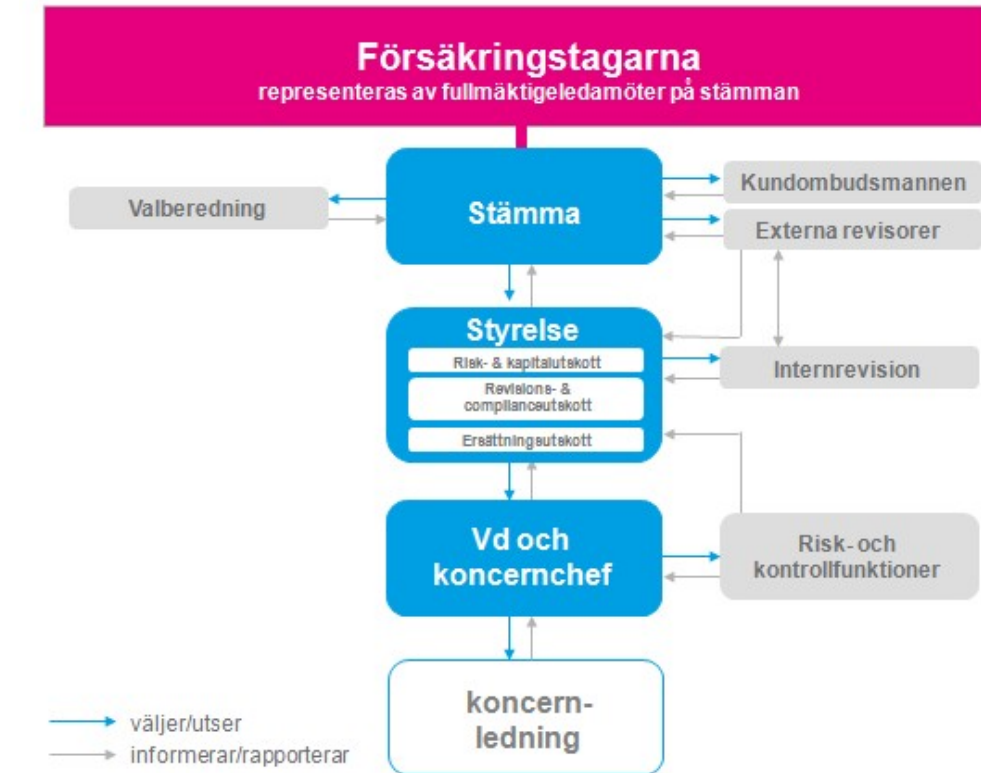 Försäkringstagarna
representeras av fullmäktigeledamöter på stämman
Valberedning
Stämma
Kundombudsmannen
Externa revisorer
Styrelse
Risk- & kapitalutskott
Revisions- &
complianceutskott
Ersättningsutskott
Internrevision
Vd och
koncernchef
Risk- och
kontrollfunktioner
koncern-
ledning
väljer/utser
informerar/rapporterar